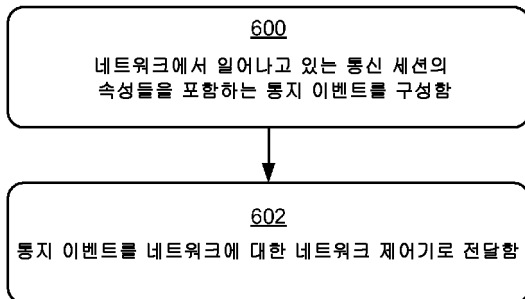 600
네트워크에서 일어나고 있는 통신 세션의
속성들을 포함하는 통지 이벤트를 구성함
602
통지 이벤트를 네트워크에 대한 네트워크 제어기로 전달함